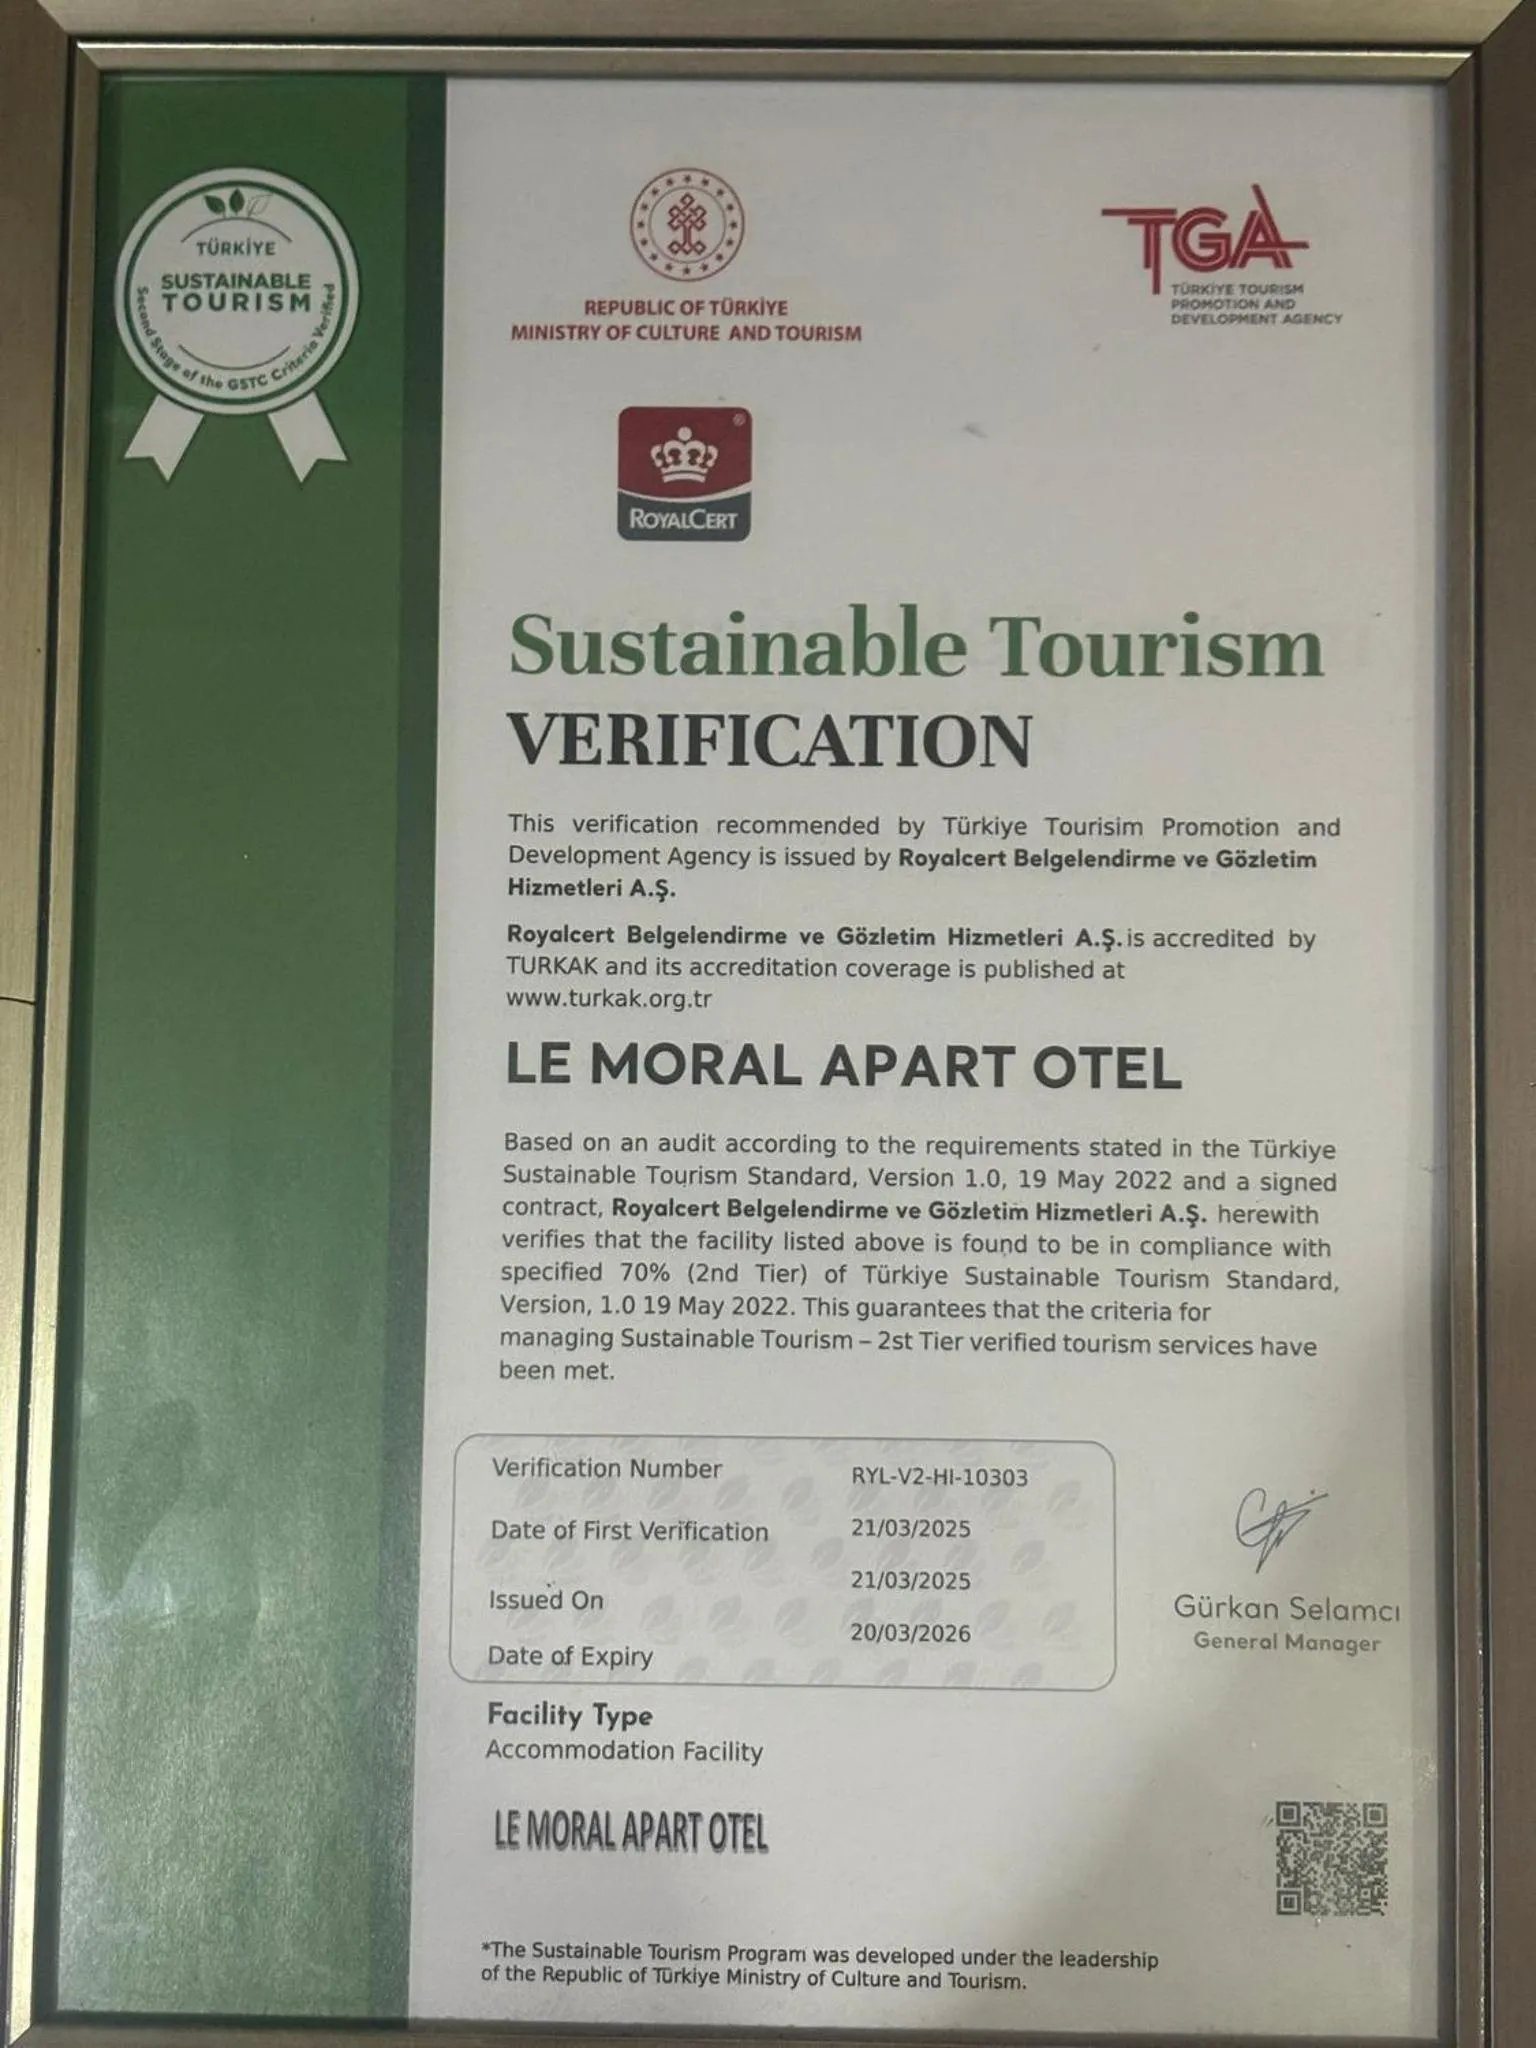 TÜRKİYE
SUSTAINABLE
TOURISM
Second Stage of the GSTC Criteria Verified
REPUBLIC OF TÜRKİYE
MINISTRY OF CULTURE AND TOURISM
TGA
TÜRKİYE TOURISM
PROMOTION AND
DEVELOPMENT AGENCY
®
ROYALCERT
Sustainable Tourism
VERIFICATION
This verification recommended by Türkiye Tourisim Promotion and
Development Agency is issued by Royalcert Belgelendirme ve Gözletim
Hizmetleri A.Ş.
Royalcert Belgelendirme ve Gözletim Hizmetleri A.Ş. is accredited by
TURKAK and its accreditation coverage is published at
www.turkak.org.tr
LE MORAL APART OTEL
Based on an audit according to the requirements stated in the Türkiye
Sustainable Tourism Standard, Version 1.0, 19 May 2022 and a signed
contract, Royalcert Belgelendirme ve Gözletim Hizmetleri A.Ş. herewith
verifies that the facility listed above is found to be in compliance with
specified 70% (2nd Tier) of Türkiye Sustainable Tourism Standard,
Version, 1.0 19 May 2022. This guarantees that the criteria for
managing Sustainable Tourism – 2st Tier verified tourism services have
been met.
Verification Number RYL-V2-HI-10303
Date of First Verification 21/03/2025
Issued On 21/03/2025
Date of Expiry 20/03/2026
Gürkan Selamcı
General Manager
Facility Type
Accommodation Facility
LE MORAL APART OTEL
*The Sustainable Tourism Program was developed under the leadership
of the Republic of Türkiye Ministry of Culture and Tourism.